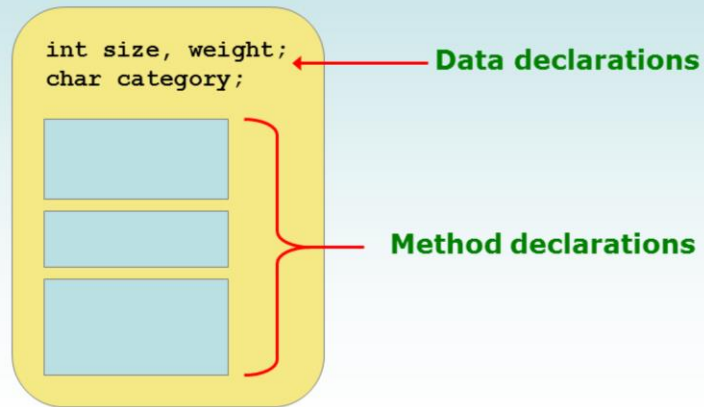 int size, weight;
char category;
Data declarations
Method declarations